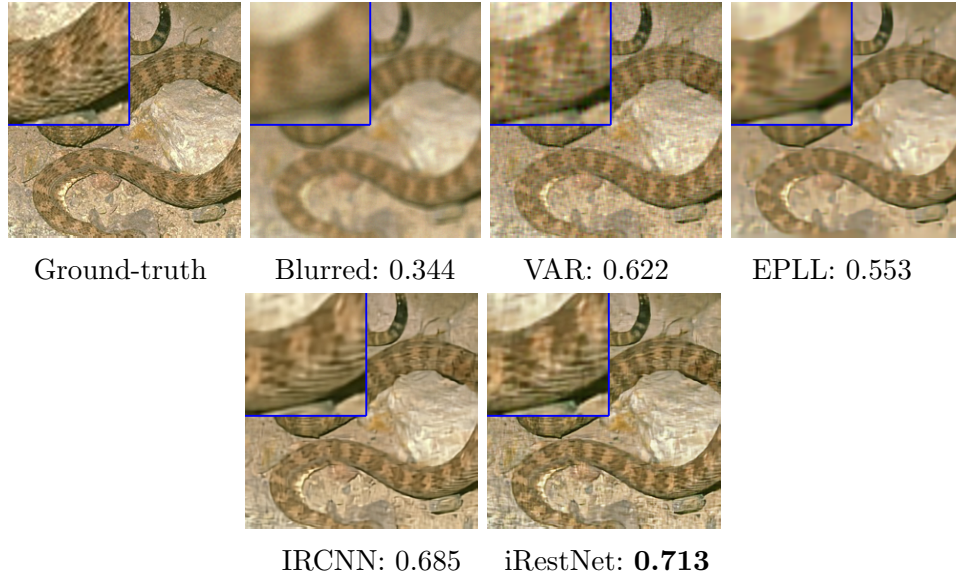 Ground-truth Blurred: 0.344 VAR: 0.622 EPLL: 0.553
IRCNN: 0.685 iRestNet: 0.713